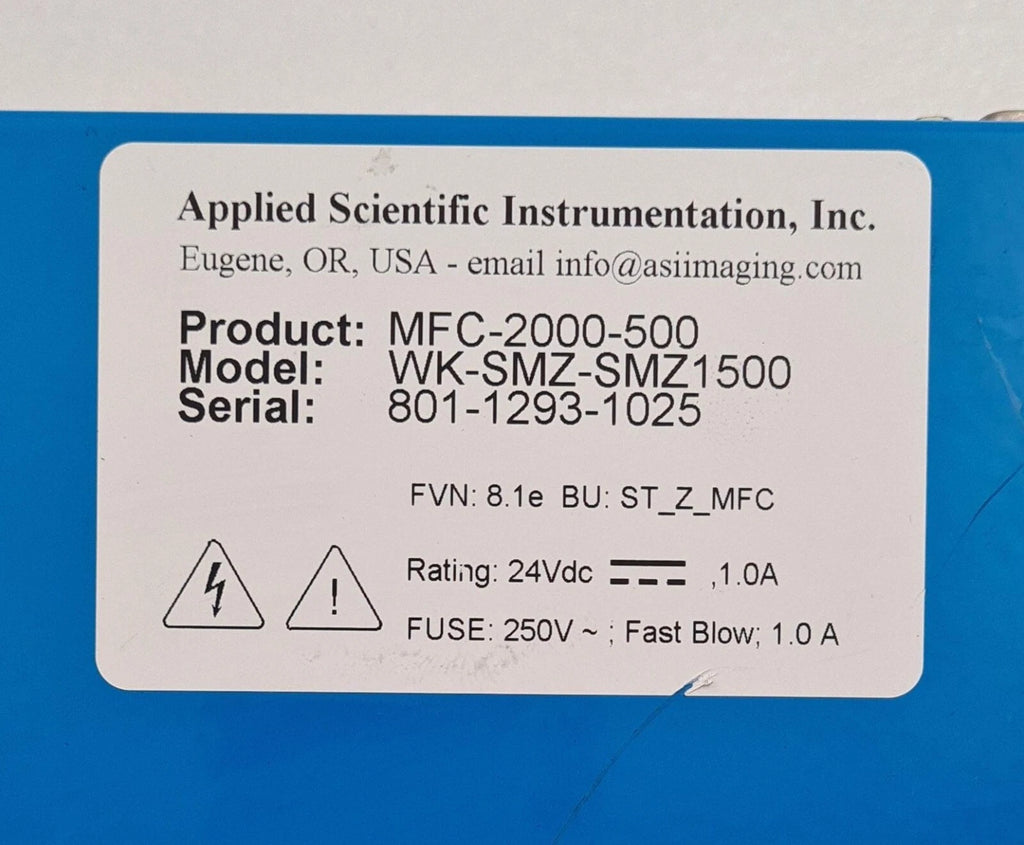 Applied Scientific Instrumentation, Inc.
Eugene, OR, USA - email info@asiimaging.com
Product: MFC-2000-500
Model: WK-SMZ-SMZ1500
Serial: 801-1293-1025
FVN: 8.1e BU: ST_Z_MFC
Rating: 24Vdc ,1.0A
FUSE: 250V ~ ; Fast Blow; 1.0 A